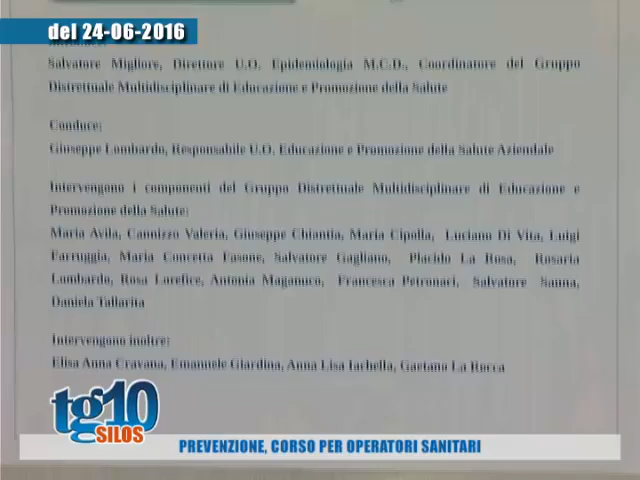 del 24-06-2016
Salvatore Migliore, Direttore U.O. Epidemiologia M.C.D., Coordinatore del Gruppo
Distrettuale Multidisciplinare di Educazione e Promozione della Salute
Conduce:
Giuseppe Lombardo, Responsabile U.O. Educazione e Promozione della Salute Aziendale
Intervengono i componenti del Gruppo Distrettuale Multidisciplinare di Educazione e
Promozione della Salute:
Maria Avila, Cannizzo Valeria, Giuseppe Chiantia, Maria Cipolla, Luciano Di Vita, Luigi
Farruggia, Maria Concetta Fasone, Salvatore Gagliano, Placido La Rosa, Rosaria
Lombardo, Rosa Lorefice, Antonia Maganuco, Francesca Petronari, Salvatore Sanna,
Daniela Tallarita
Intervengono inoltre:
Elisa Anna Cravana, Emanuele Giardina, Anna Lisa Iachella, Gaetano La Rocca
tg10
SILOS
PREVENZIONE, CORSO PER OPERATORI SANITARI